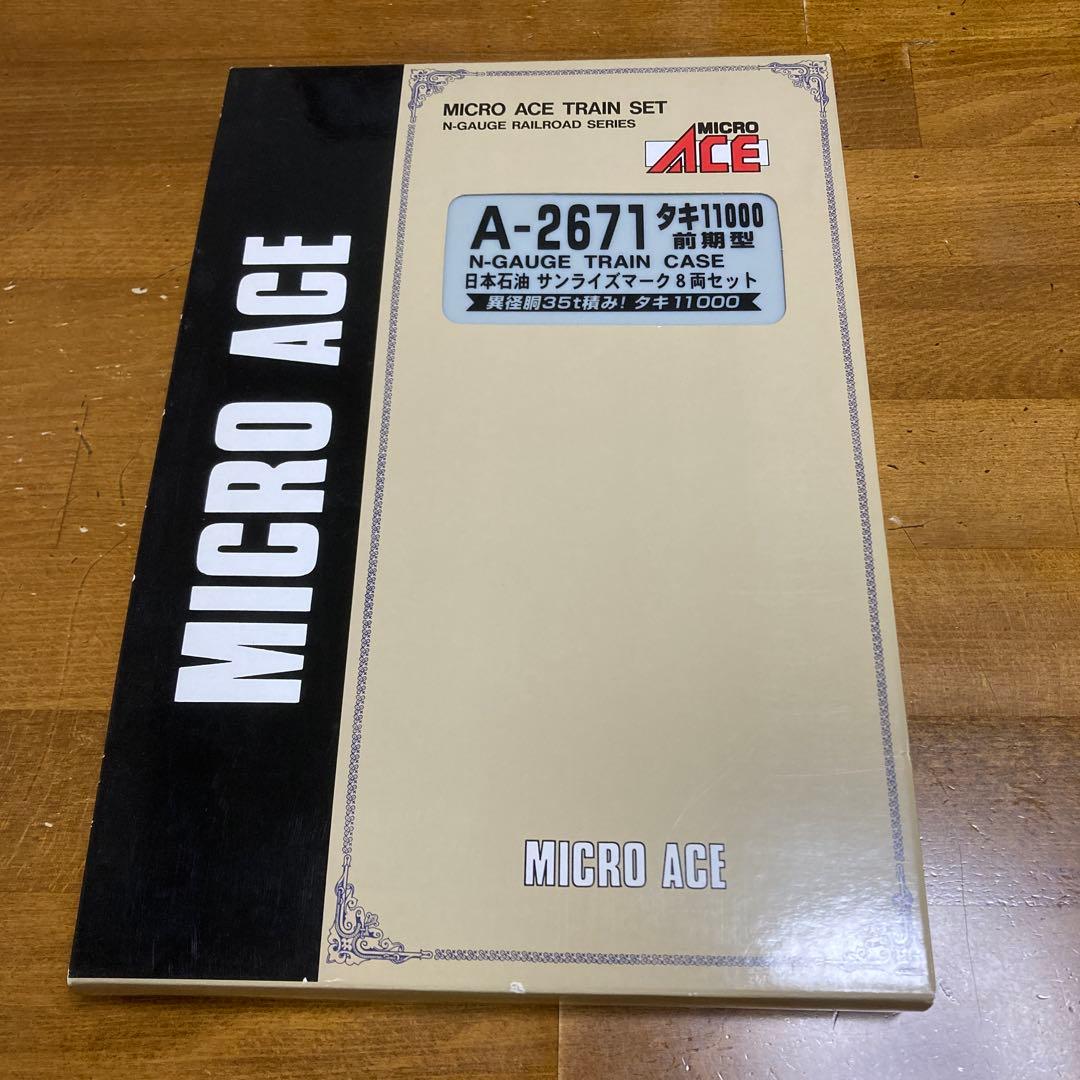 MICRO ACE
MICRO ACE TRAIN SET
N-GAUGE RAILROAD SERIES
MICRO
ACE
A-2671 タキ11000
前期型
N-GAUGE TRAIN CASE
日本石油 サンライズマーク8両セット
異径胴35t積み! タキ11000
MICRO ACE